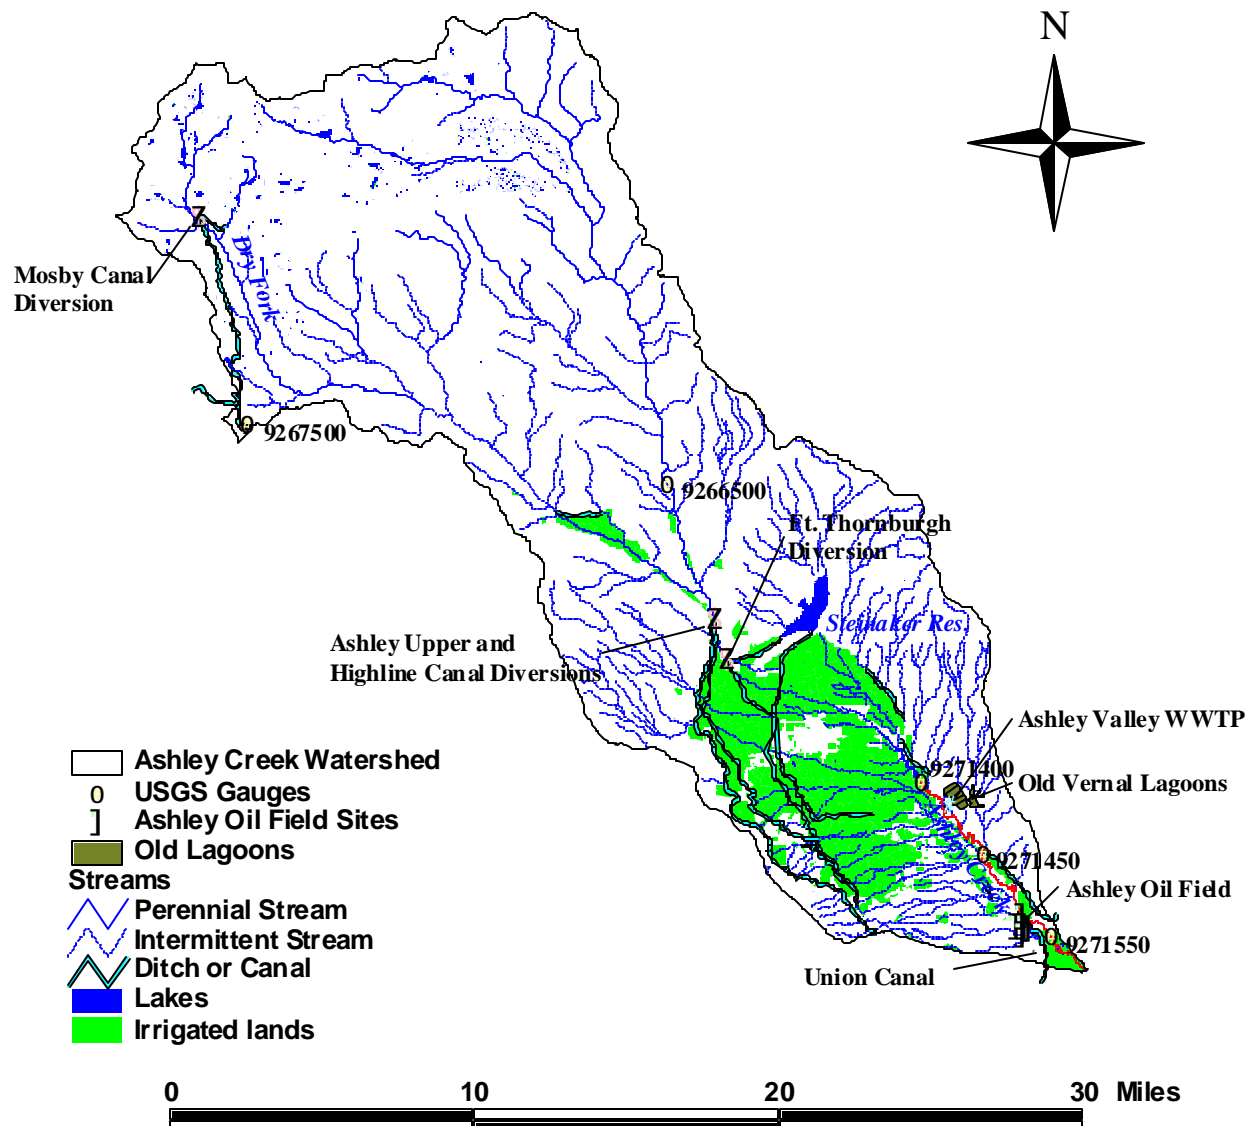 N
Mosby Canal
Diversion
Dry Fork
9267500
9266500
Ft. Thornburgh
Diversion
Steinaker Res.
Ashley Upper and
Highline Canal Diversions
Ashley Valley WWTP
9271400
Old Vernal Lagoons
9271450
Ashley Oil Field
9271550
Union Canal
Ashley Creek Watershed
USGS Gauges
Ashley Oil Field Sites
Old Lagoons
Streams
Perennial Stream
Intermittent Stream
Ditch or Canal
Lakes
Irrigated lands
0 10 20 30 Miles